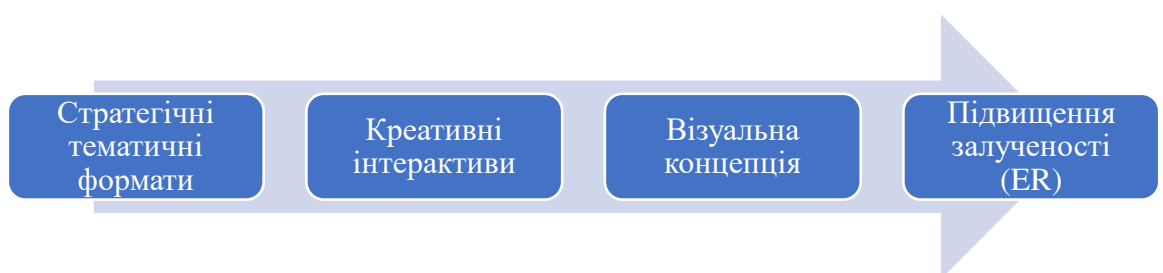 Стратегічні
тематичні
формати
Креативні
інтерактиви
Візуальна
концепція
Підвищення
залученості
(ER)